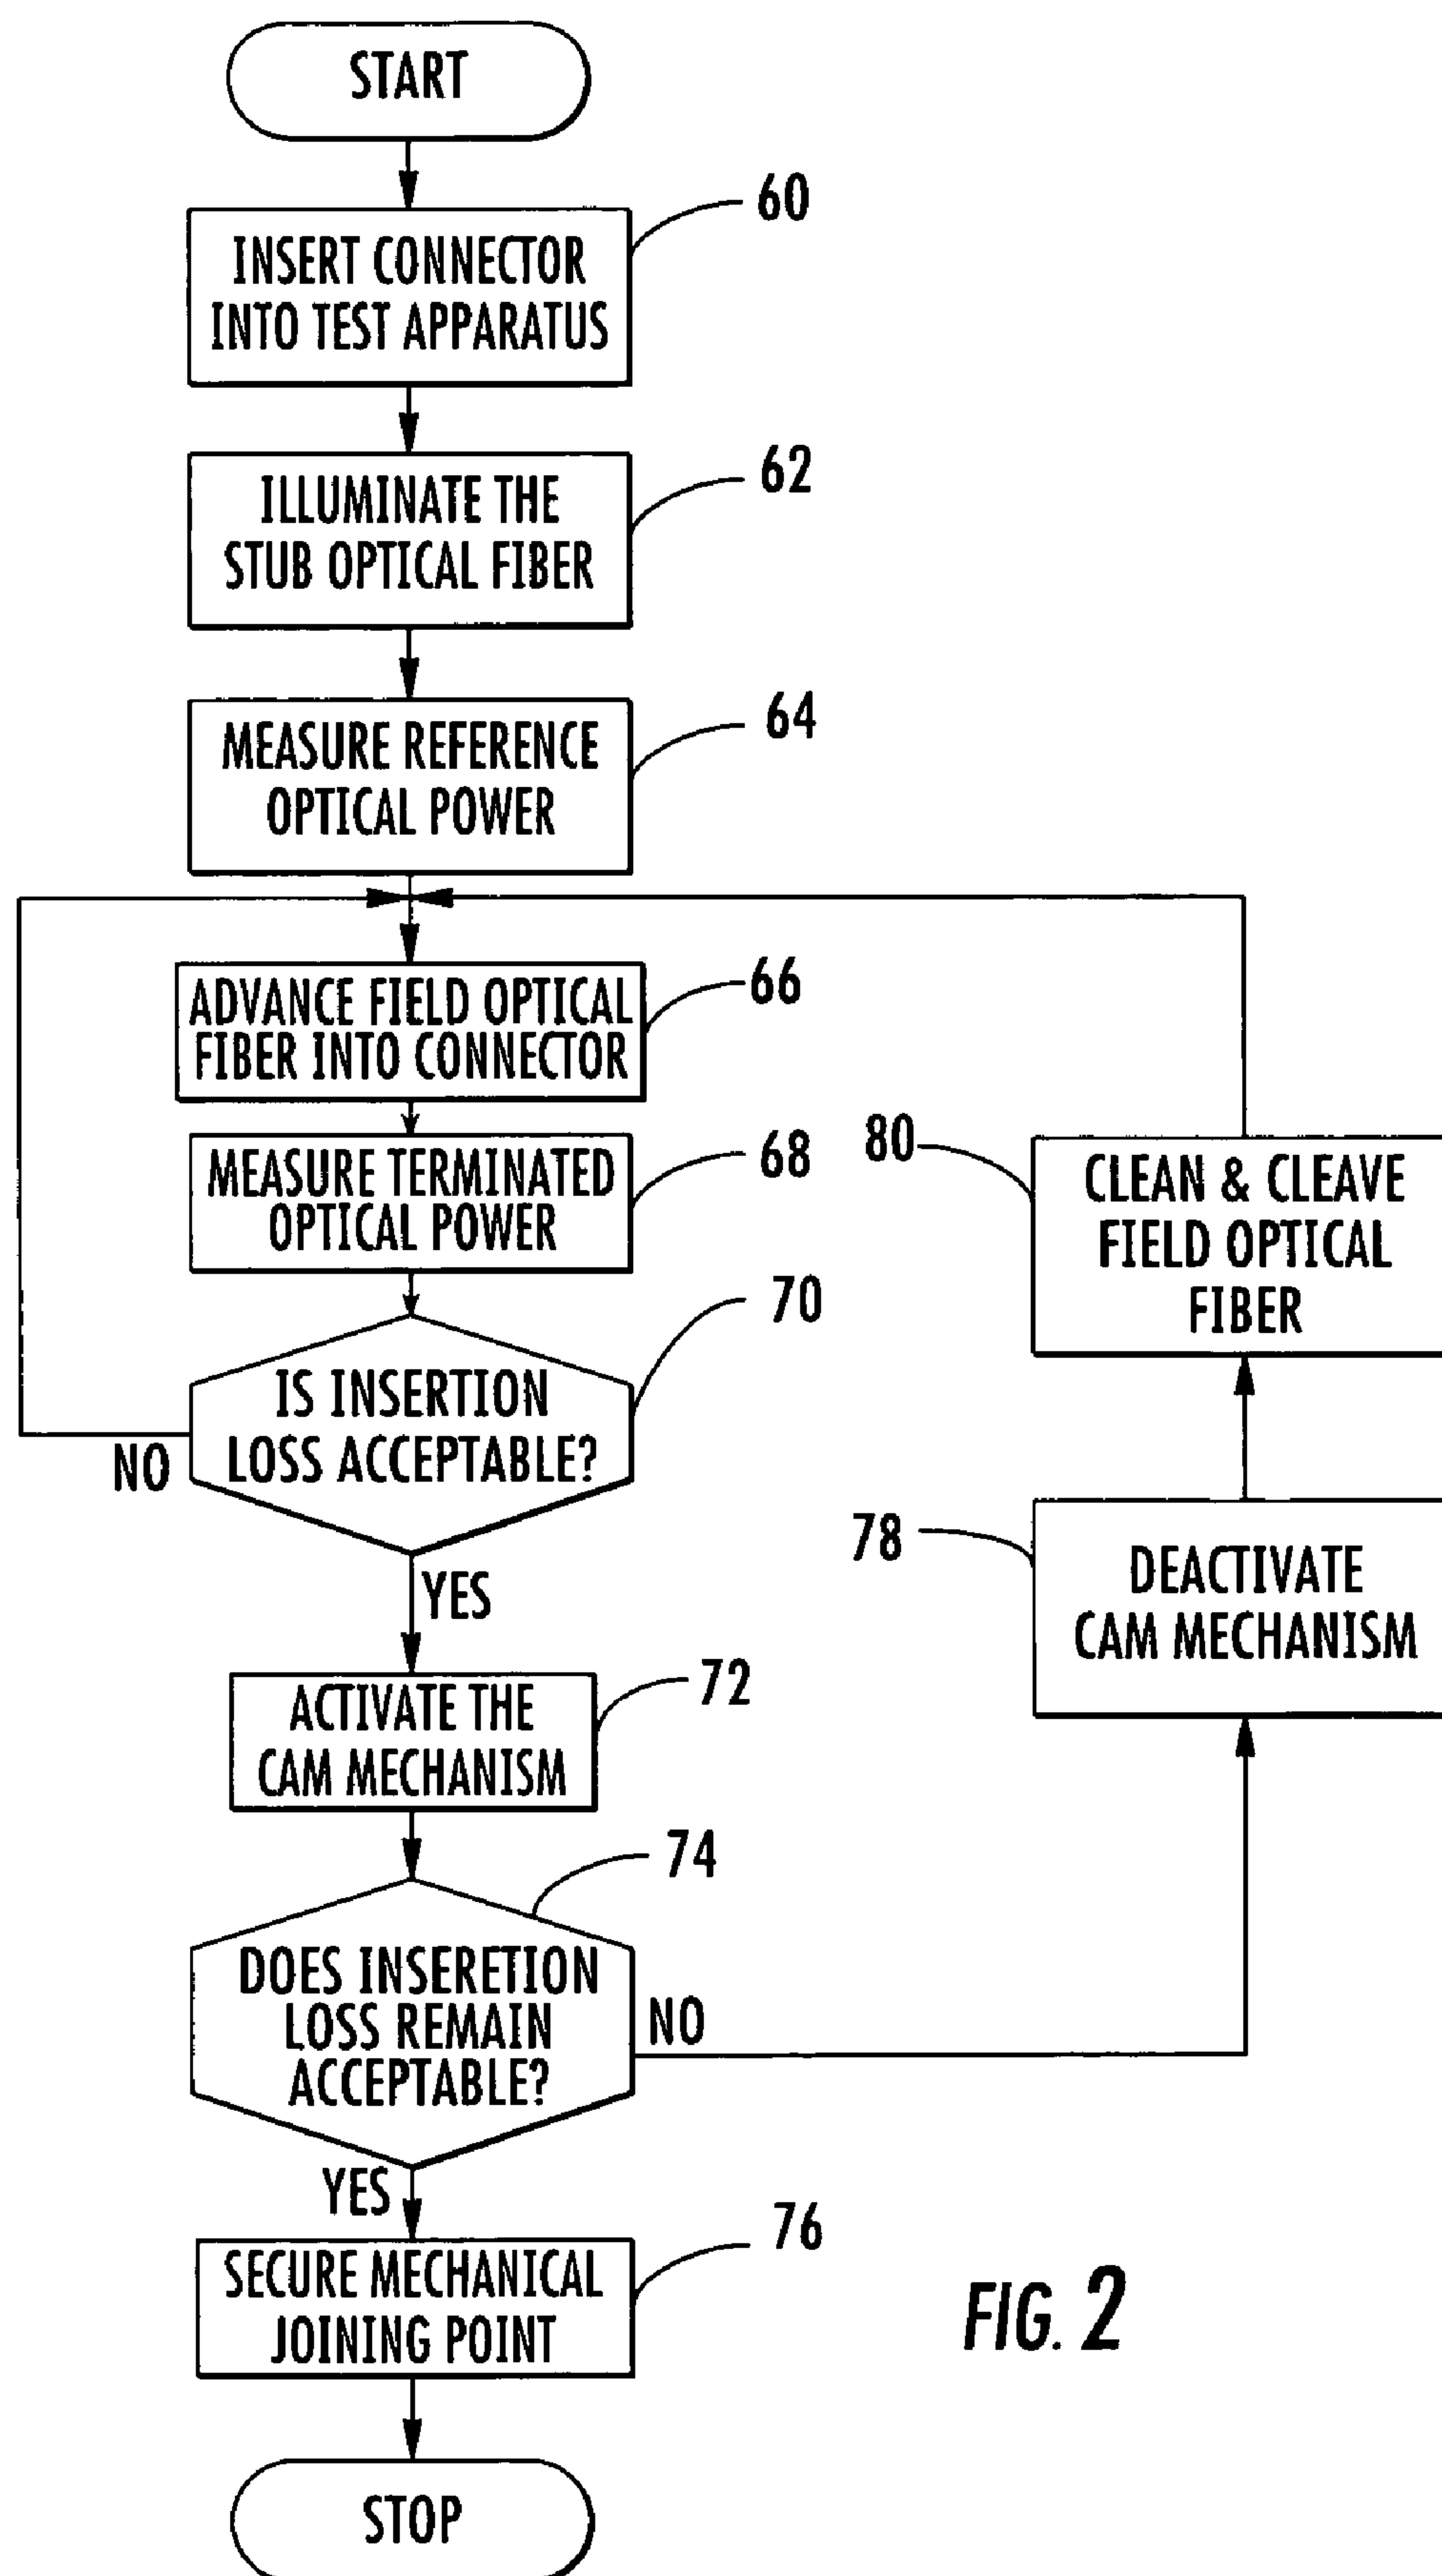 START
60
INSERT CONNECTOR
INTO TEST APPARATUS
62
ILLUMINATE THE
STUB OPTICAL FIBER
64
MEASURE REFERENCE
OPTICAL POWER
66
ADVANCE FIELD OPTICAL
FIBER INTO CONNECTOR
68
MEASURE TERMINATED
OPTICAL POWER
70
IS INSERTION
LOSS ACCEPTABLE?
NO
YES
72
ACTIVATE THE
CAM MECHANISM
74
DOES INSERETION
LOSS REMAIN
ACCEPTABLE?
NO
78
DEACTIVATE
CAM MECHANISM
80
CLEAN & CLEAVE
FIELD OPTICAL
FIBER
YES
76
SECURE MECHANICAL
JOINING POINT
STOP
FIG. 2